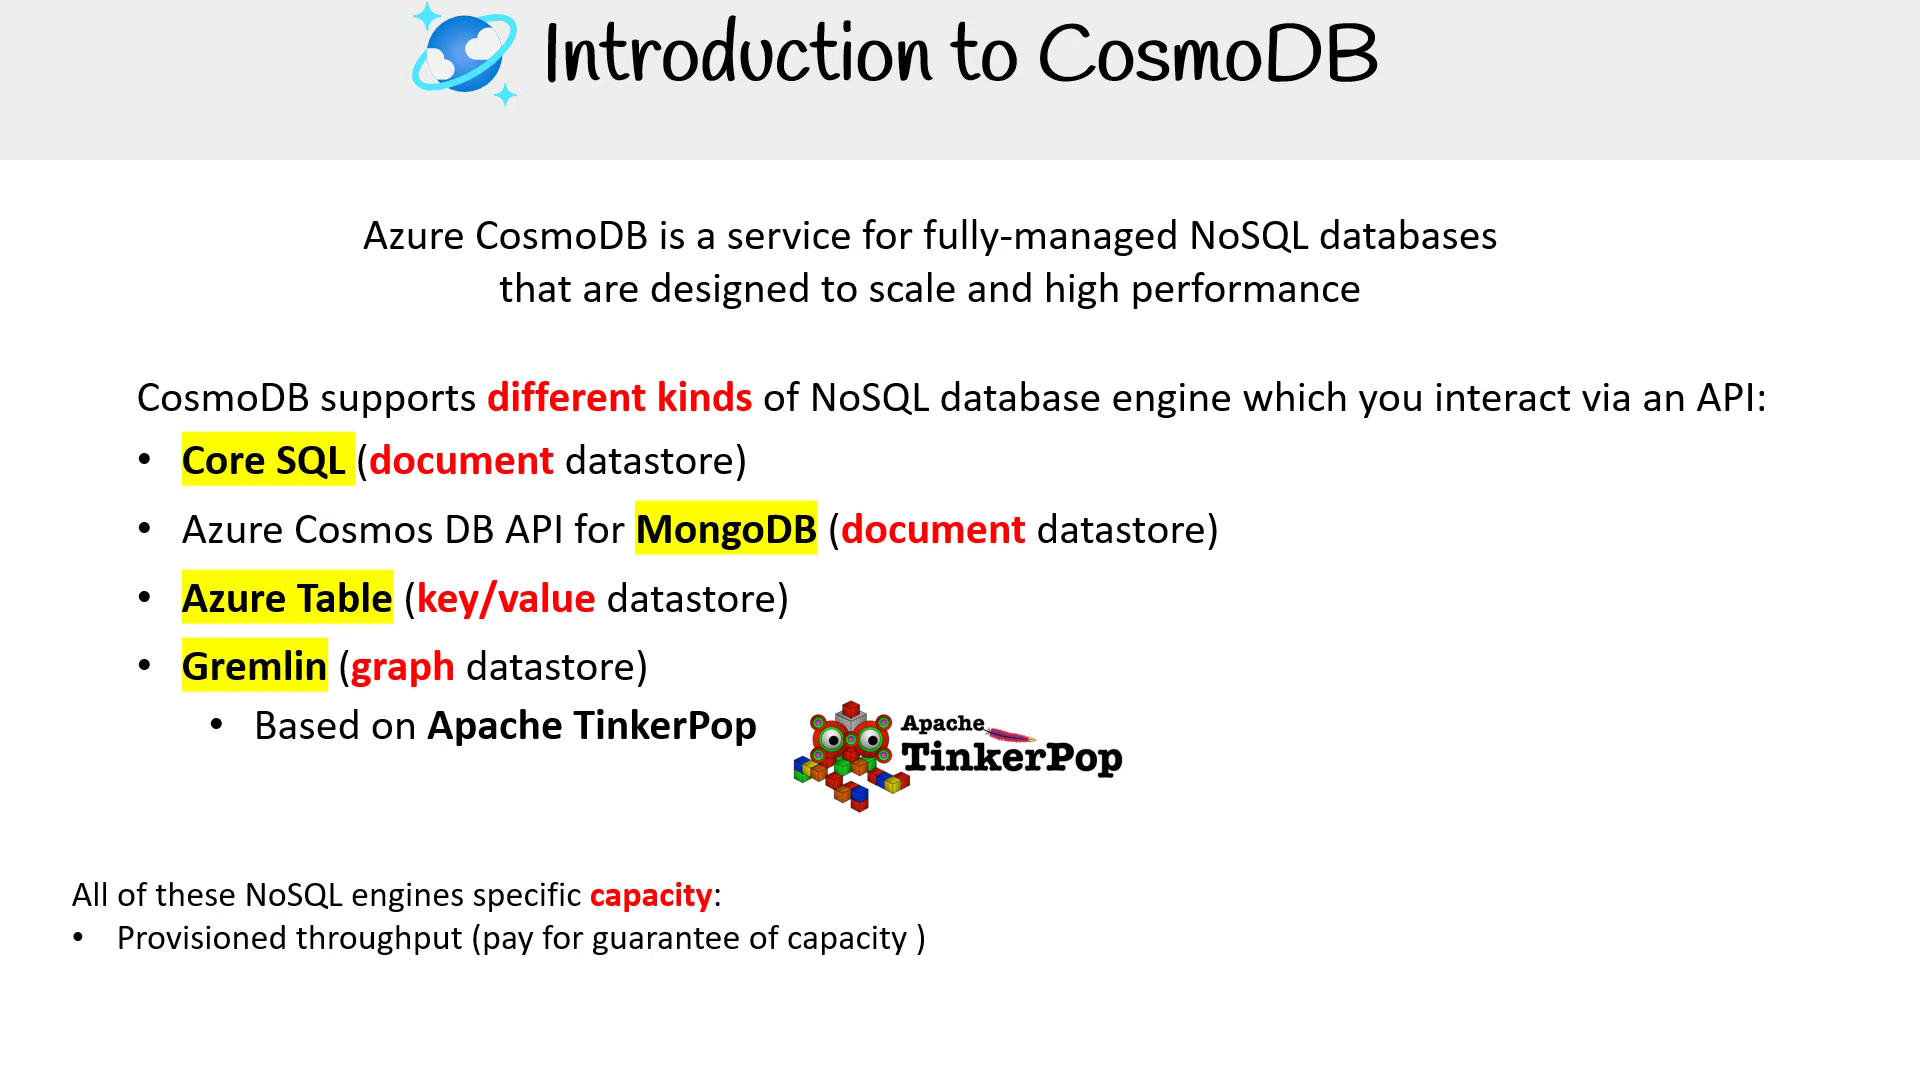 Introduction to CosmoDB
Azure CosmoDB is a service for fully-managed NoSQL databases
that are designed to scale and high performance
CosmoDB supports different kinds of NoSQL database engine which you interact via an API:
• Core SQL (document datastore)
• Azure Cosmos DB API for MongoDB (document datastore)
• Azure Table (key/value datastore)
• Gremlin (graph datastore)
• Based on Apache TinkerPop
Apache
TinkerPop
All of these NoSQL engines specific capacity:
• Provisioned throughput (pay for guarantee of capacity )